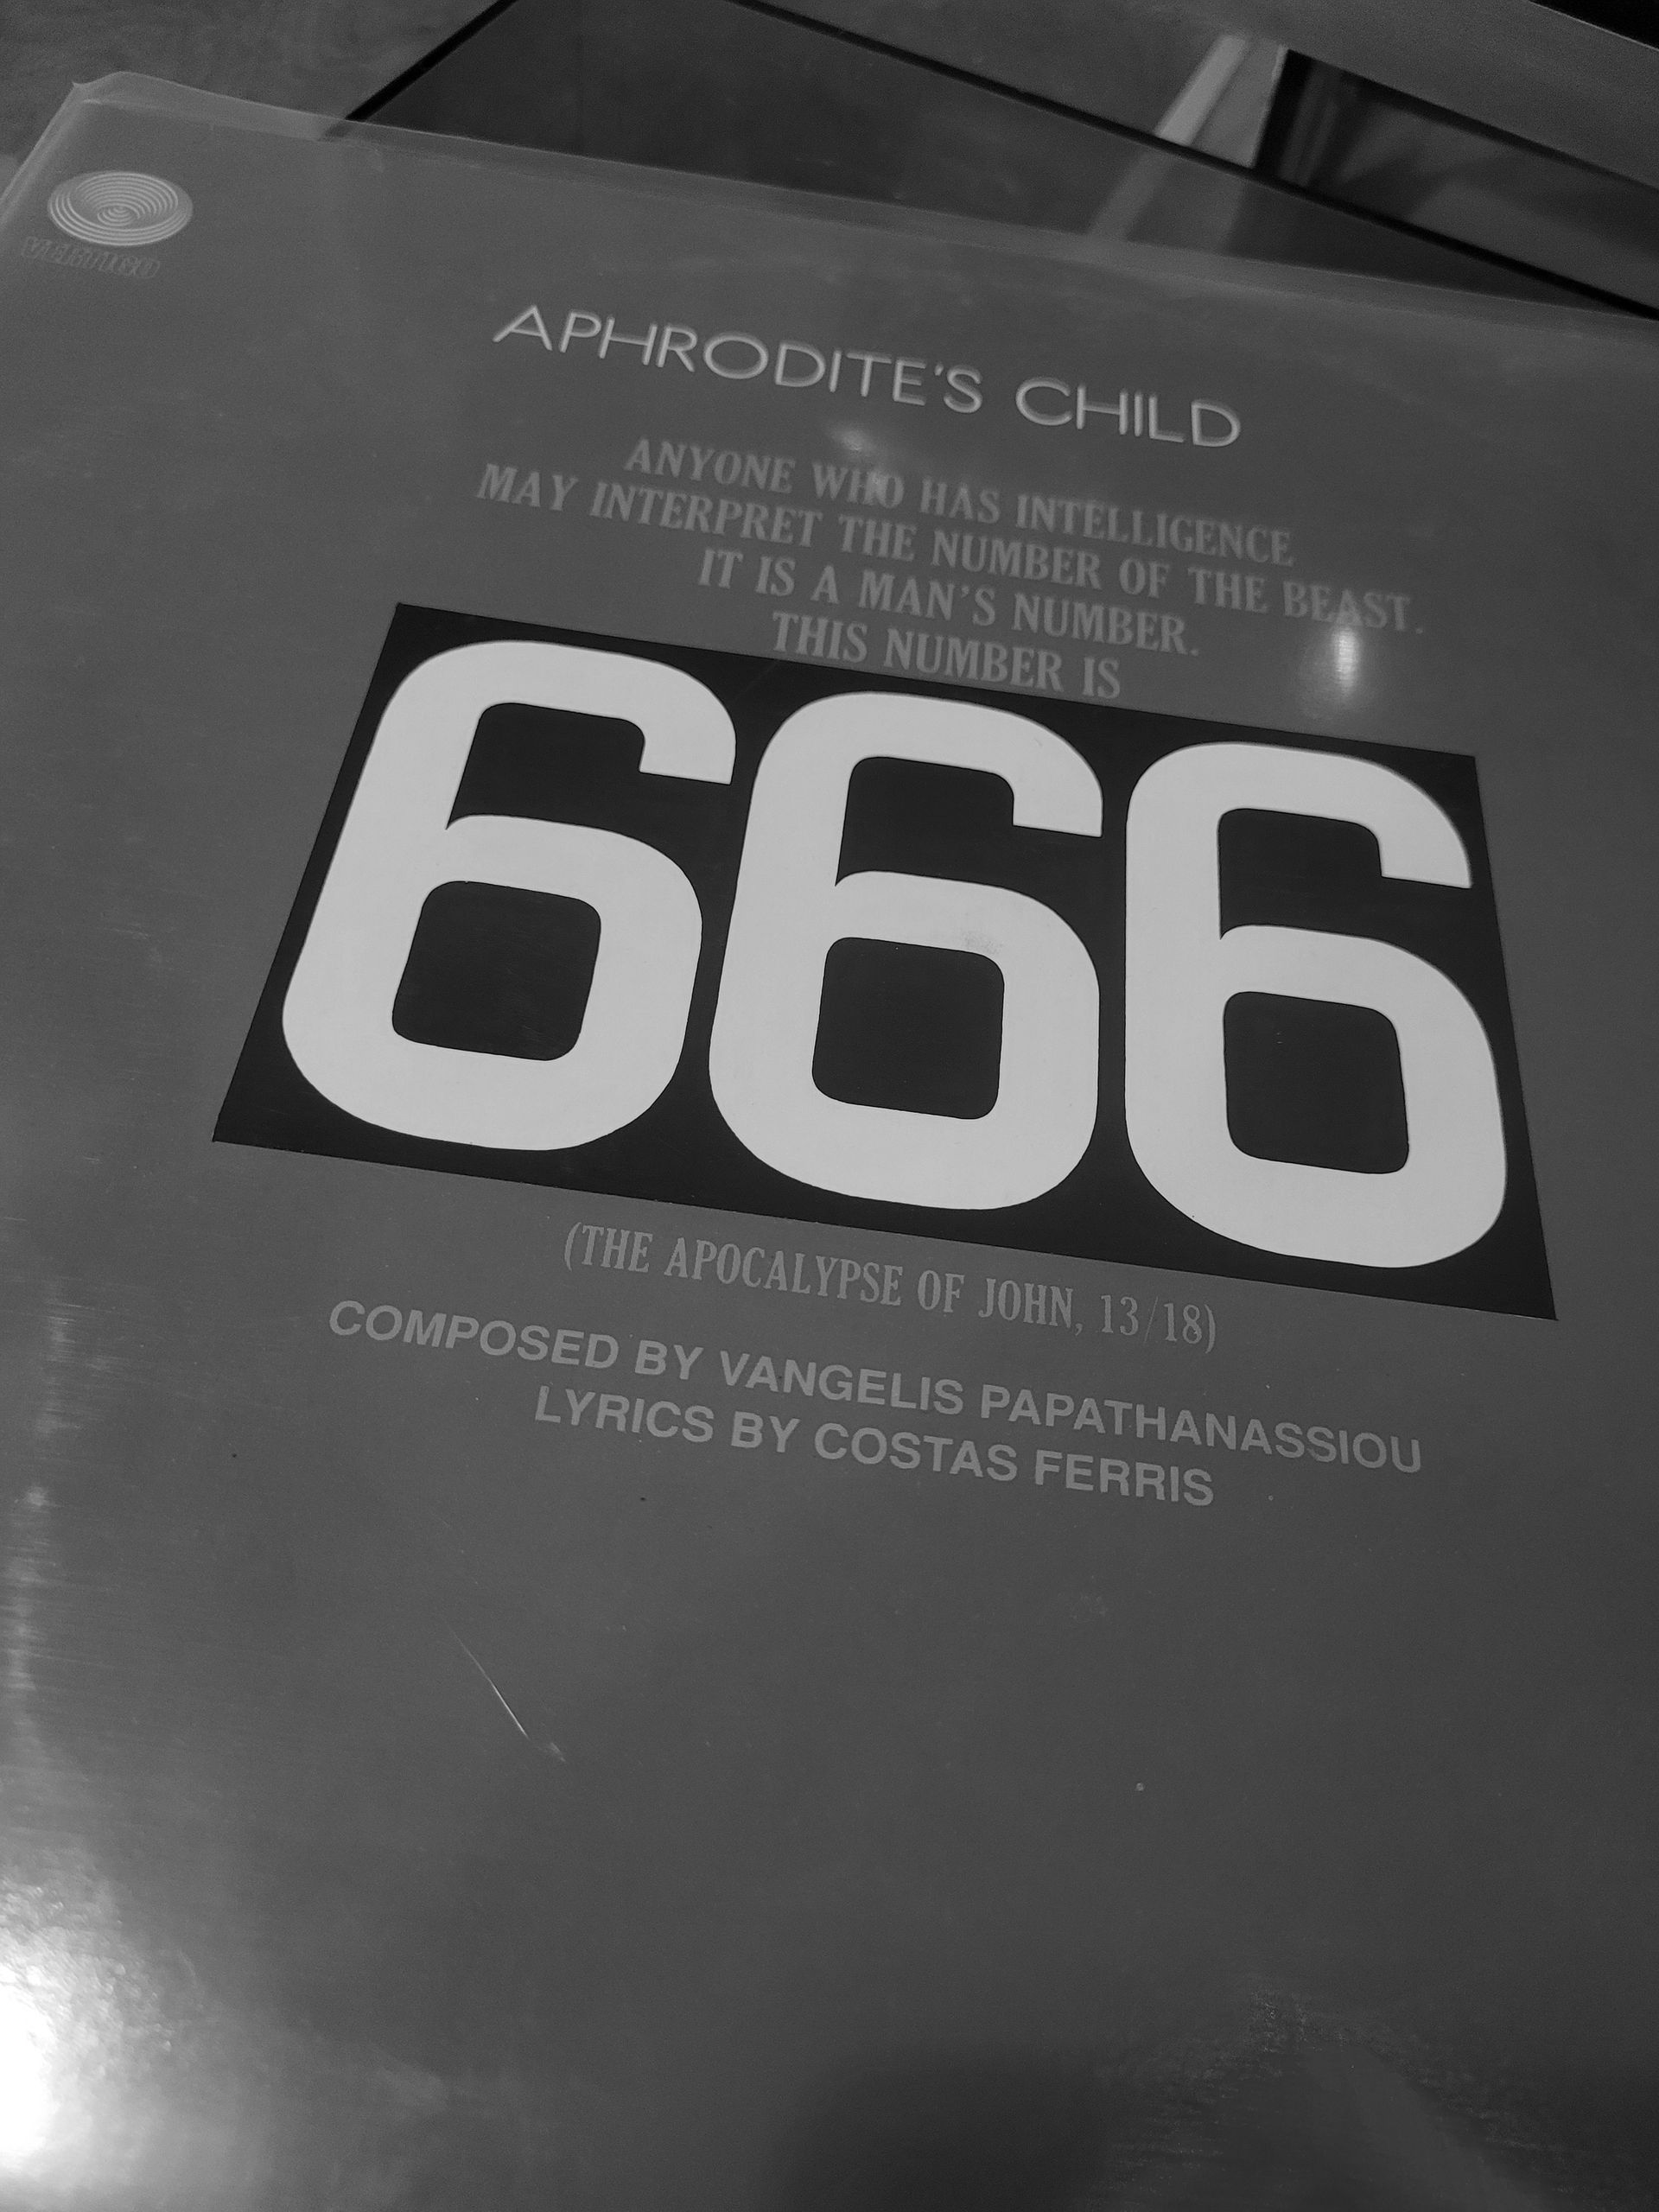 VERTIGO
APHRODITE'S CHILD
ANYONE WHO HAS INTELLIGENCE
MAY INTERPRET THE NUMBER OF THE BEAST.
IT IS A MAN'S NUMBER.
THIS NUMBER IS
666
(THE APOCALYPSE OF JOHN, 13/18)
COMPOSED BY VANGELIS PAPATHANASSIOU
LYRICS BY COSTAS FERRIS